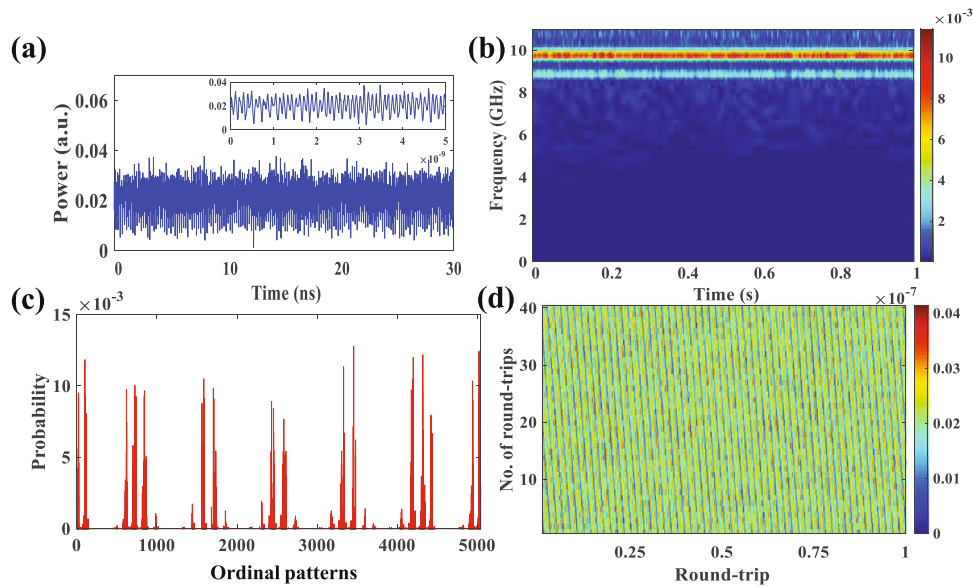 (a)
0.06
0.04
0.02
0
Power (a.u.)
0.04
0.02
0
0 1 2 3 4 5
×10⁻⁹
0 10 20 30
Time (ns)
(b)
×10⁻³
10
8
6
4
2
0
Frequency (GHz)
10
8
6
4
2
0 0.2 0.4 0.6 0.8 1
Time (s)
×10⁻⁷
(c)
×10⁻³
15
10
5
0
Probability
0 1000 2000 3000 4000 5000
Ordinal patterns
(d)
40
30
20
10
No. of round-trips
0.04
0.03
0.02
0.01
0
0.25 0.5 0.75 1
Round-trip